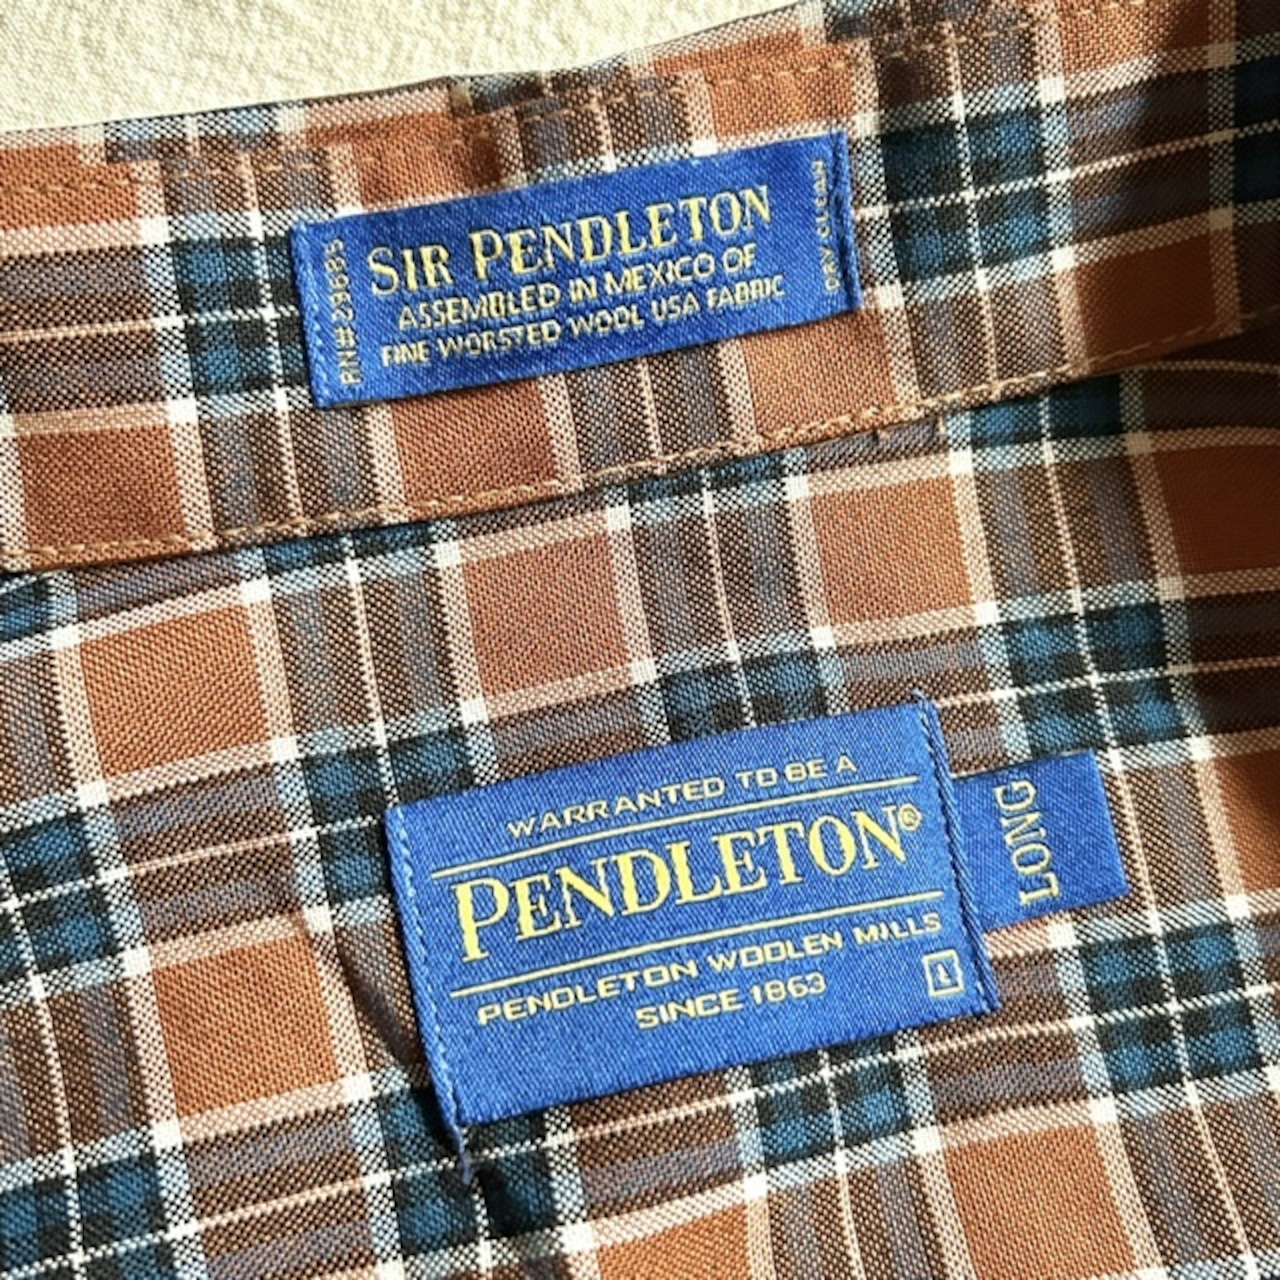 SIR PENDLETON
ASSEMBLED IN MEXICO OF
FINE WORSTED WOOL USA FABRIC
RN# 29685
DRY CLEAN
WARRANTED TO BE A
PENDLETON®
PENDLETON WOOLEN MILLS
SINCE 1863
L
LONG